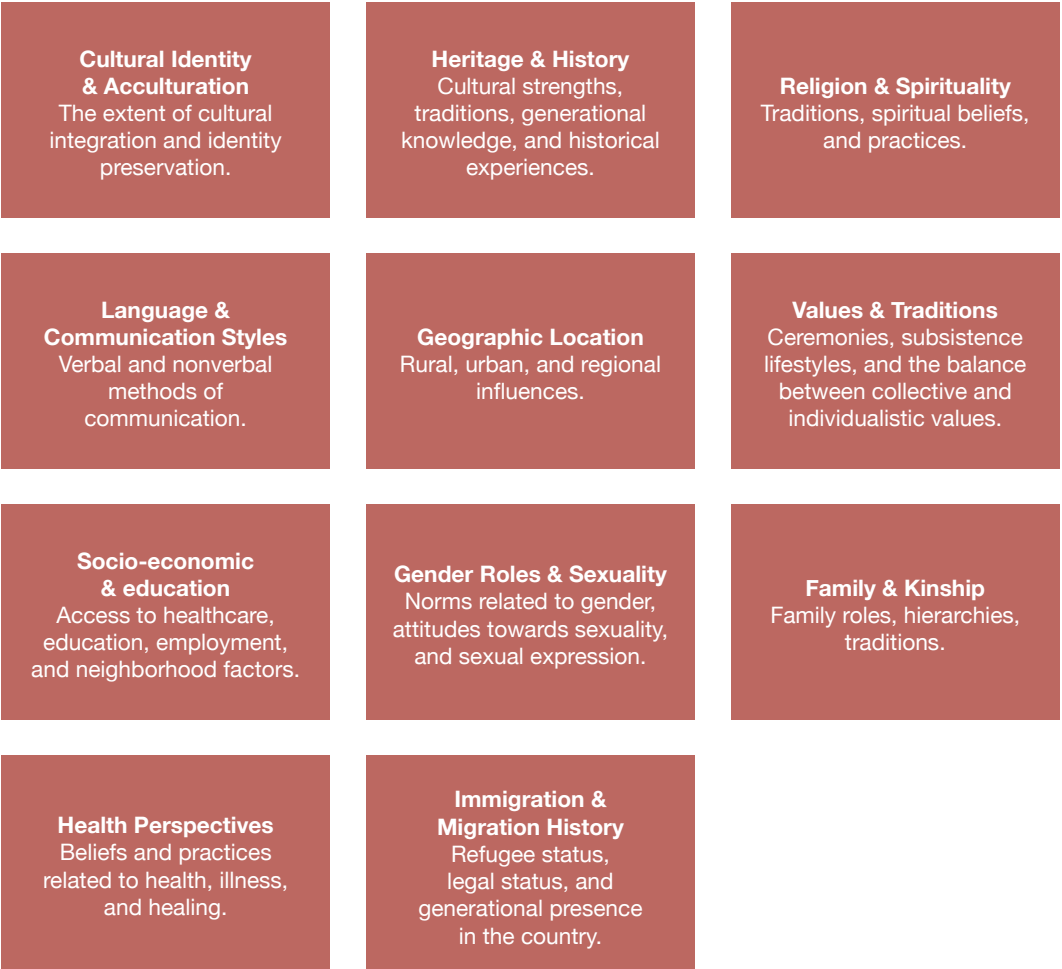 Cultural Identity
& Acculturation
The extent of cultural
integration and identity
preservation.
Heritage & History
Cultural strengths,
traditions, generational
knowledge, and historical
experiences.
Religion & Spirituality
Traditions, spiritual beliefs,
and practices.
Language &
Communication Styles
Verbal and nonverbal
methods of
communication.
Geographic Location
Rural, urban, and regional
influences.
Values & Traditions
Ceremonies, subsistence
lifestyles, and the balance
between collective and
individualistic values.
Socio-economic
& education
Access to healthcare,
education, employment,
and neighborhood factors.
Gender Roles & Sexuality
Norms related to gender,
attitudes towards sexuality,
and sexual expression.
Family & Kinship
Family roles, hierarchies,
traditions.
Health Perspectives
Beliefs and practices
related to health, illness,
and healing.
Immigration &
Migration History
Refugee status,
legal status, and
generational presence
in the country.